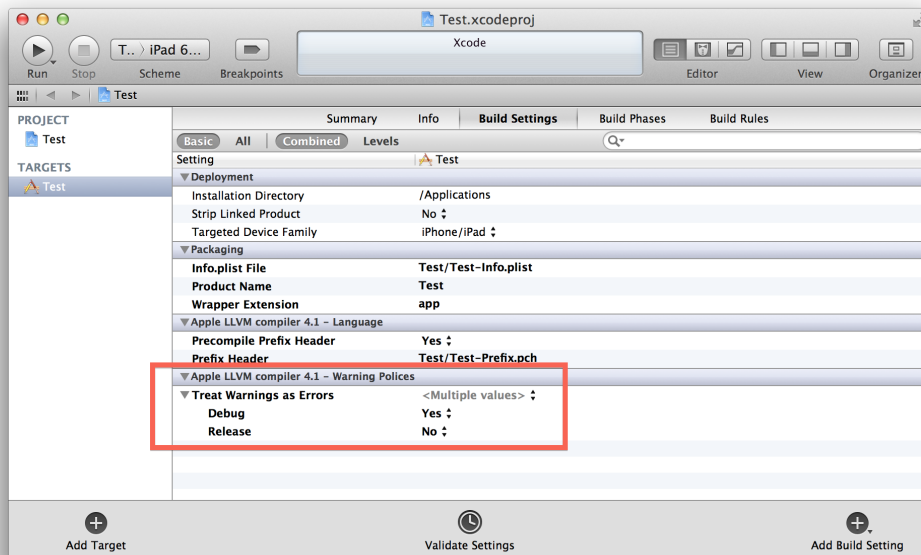 Test.xcodeproj
T.. 〉 iPad 6...
Xcode
Run Stop Scheme Breakpoints Editor View Organizer
Test
PROJECT
Test
TARGETS
Test
Summary Info Build Settings Build Phases Build Rules
Basic All Combined Levels
Setting Test
Deployment
Installation Directory /Applications
Strip Linked Product No
Targeted Device Family iPhone/iPad
Packaging
Info.plist File Test/Test-Info.plist
Product Name Test
Wrapper Extension app
Apple LLVM compiler 4.1 - Language
Precompile Prefix Header Yes
Prefix Header Test/Test-Prefix.pch
Apple LLVM compiler 4.1 - Warning Polices
Treat Warnings as Errors <Multiple values>
Debug Yes
Release No
Add Target Validate Settings Add Build Setting